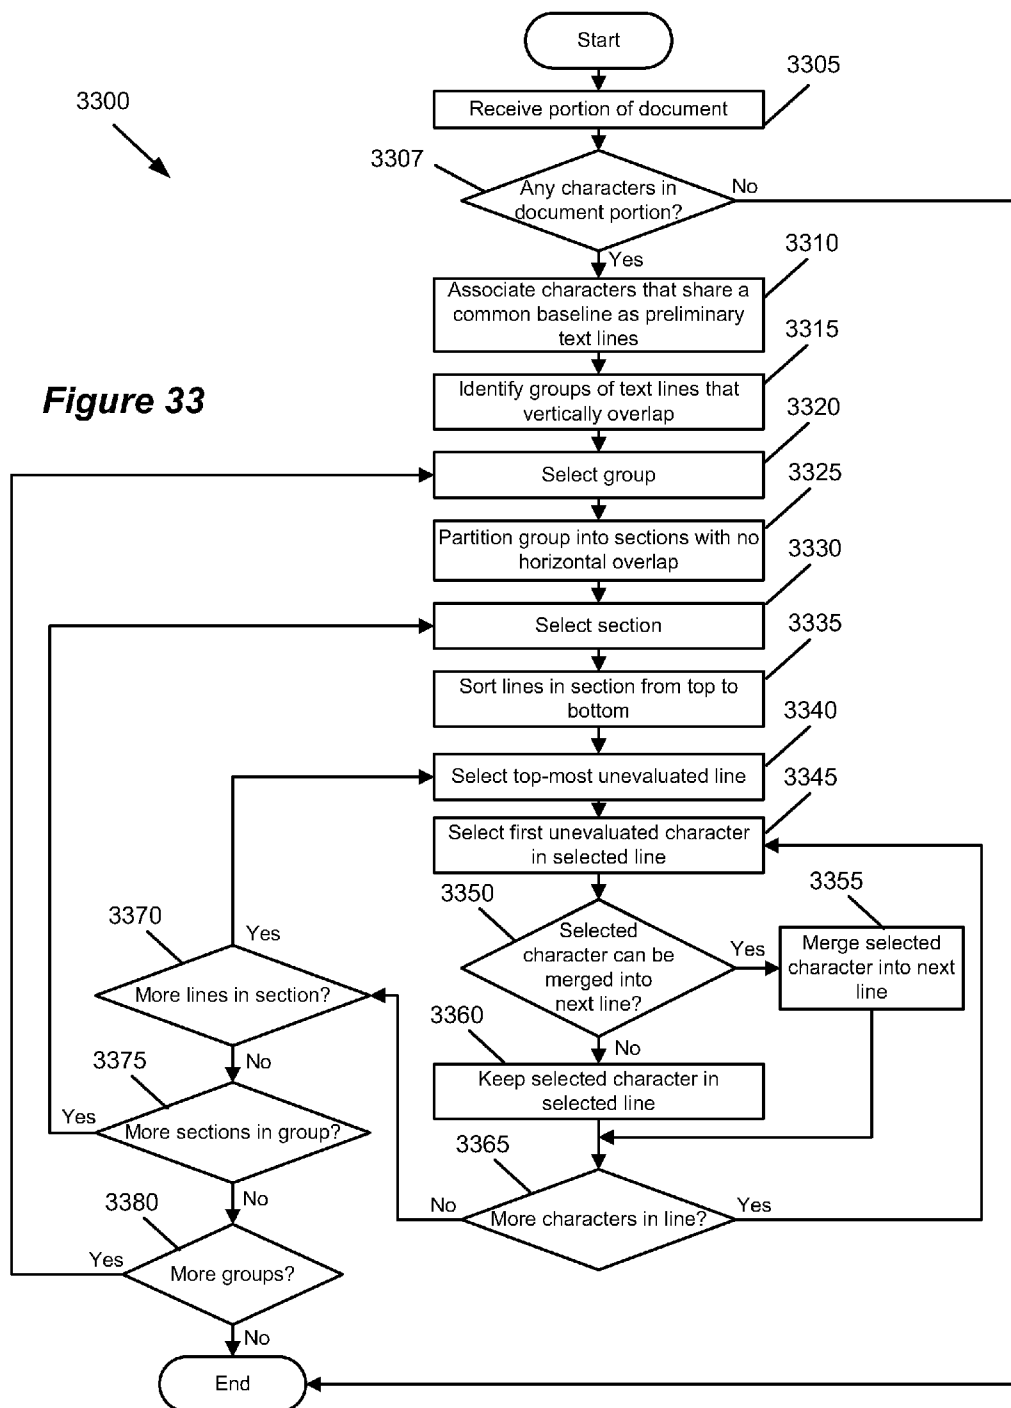 Start
3305
Receive portion of document
3300
3307
Any characters in
document portion?
No
Yes
3310
Associate characters that share a
common baseline as preliminary
text lines
3315
Figure 33
Identify groups of text lines that
vertically overlap
3320
Select group
3325
Partition group into sections with no
horizontal overlap
3330
Select section
3335
Sort lines in section from top to
bottom
3340
Select top-most unevaluated line
3345
Select first unevaluated character
in selected line
3350
Selected
character can be
merged into
next line?
Yes
3355
Merge selected
character into next
line
No
3360
Keep selected character in
selected line
3365
More characters in line?
Yes
No
3370
Yes
More lines in section?
No
3375
Yes
More sections in group?
No
3380
Yes
More groups?
No
End